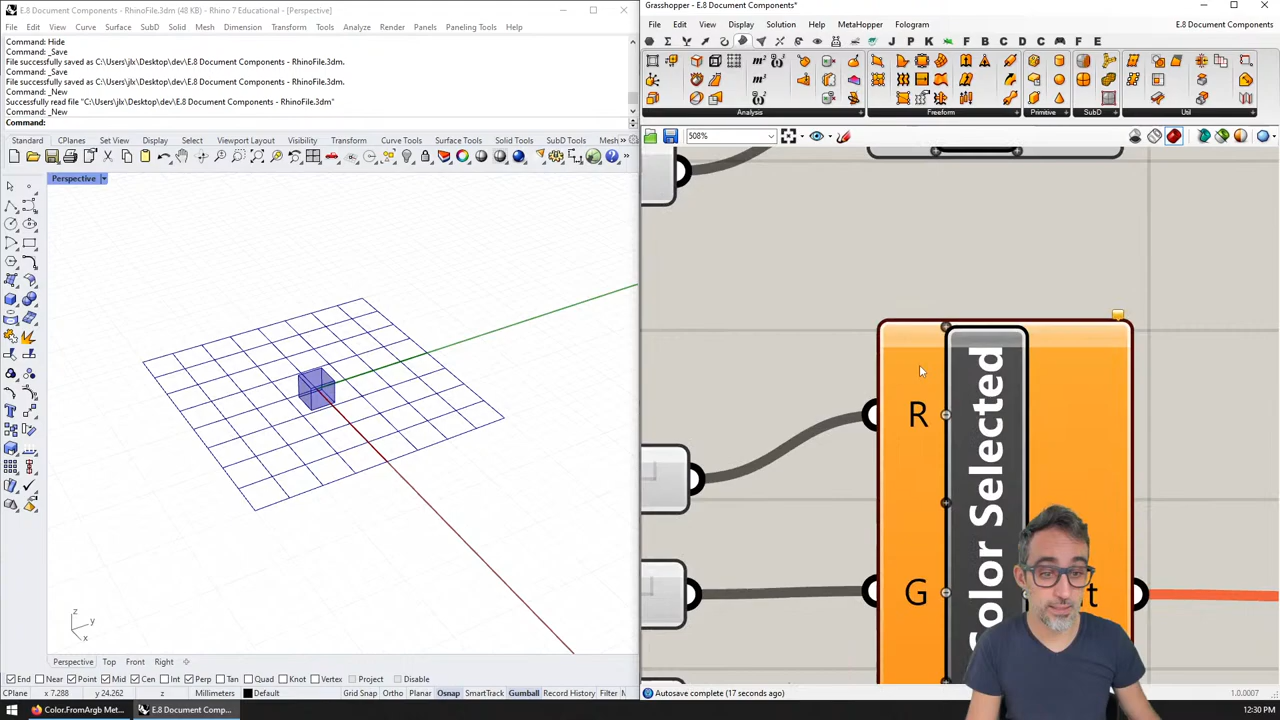 E.8 Document Components - RhinoFile.3dm (48 KB) - Rhino 7 Educational - [Perspective]
File Edit View Curve Surface SubD Solid Mesh Dimension Transform Tools Analyze Render Panels Paneling Tools Help
Command: Hide
Command: _Save
File successfully saved as C:\Users\jlx\Desktop\dev\E.8 Document Components - RhinoFile.3dm.
Command: _Save
File successfully saved as C:\Users\jlx\Desktop\dev\E.8 Document Components - RhinoFile.3dm.
Command: _New
Successfully read file "C:\Users\jlx\Desktop\dev\E.8 Document Components - RhinoFile.3dm"
Command: _New
Command:
Standard CPlanes Set View Display Select Viewport Layout Visibility Transform Curve Tools Surface Tools Solid Tools SubD Tools Mesh
Perspective
z
y
x
Perspective Top Front Right
End Near Point Mid Cen Int Perp Tan Quad Knot Vertex Project Disable
CPlane x 7.288 y 24.262 z Millimeters Default Grid Snap Ortho Planar Osnap SmartTrack Gumball Record History Filter
Color.FromArgb Met... E.8 Document Comp...
Grasshopper - E.8 Document Components*
File Edit View Display Solution Help MetaHopper Fologram E.8 Document Components
J P K F B C D C F E
Analysis Freeform Primitive SubD Util
508%
R
G
Color Selected
Autosave complete (17 seconds ago) 1.0.0007
12:30 PM